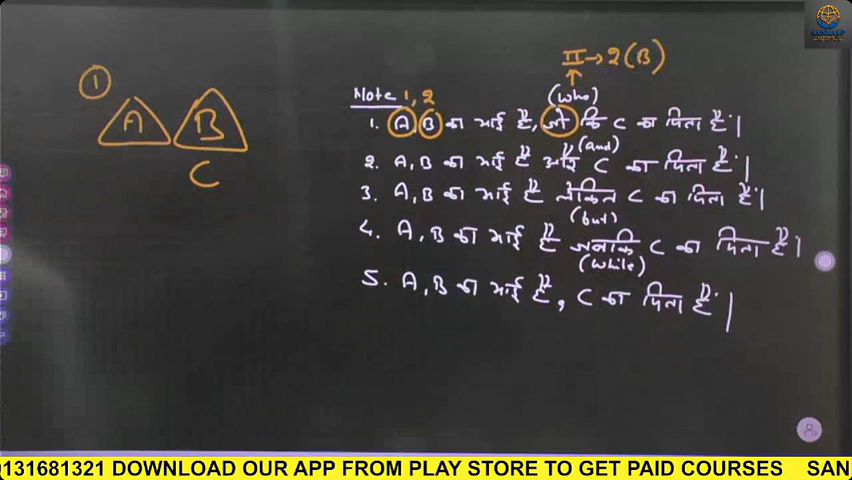 II → 2 (B)
(who)
①
Note 1, 2
A B
C
1. A, B का भाई है, जो कि C का पिता है।
(and)
2. A, B का भाई है और C का पिता है।
3. A, B का भाई है लेकिन C का पिता है।
(but)
4. A, B का भाई है जबकि C का पिता है।
(while)
5. A, B का भाई है, C का पिता है।
0131681321 DOWNLOAD OUR APP FROM PLAY STORE TO GET PAID COURSES SAN